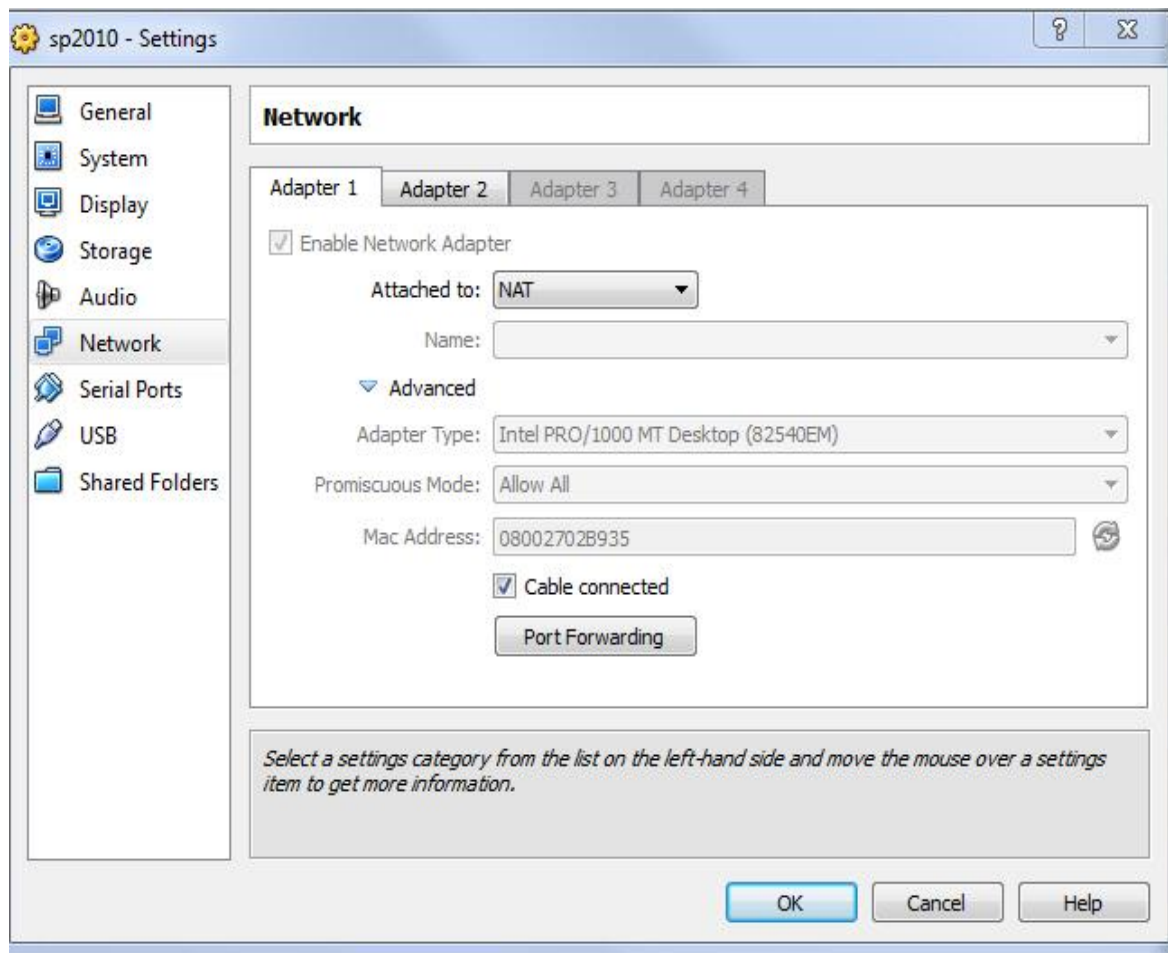 sp2010 - Settings
General
System
Display
Storage
Audio
Network
Serial Ports
USB
Shared Folders
Network
Adapter 1 Adapter 2 Adapter 3 Adapter 4
Enable Network Adapter
Attached to: NAT
Name:
Advanced
Adapter Type: Intel PRO/1000 MT Desktop (82540EM)
Promiscuous Mode: Allow All
Mac Address: 08002702B935
Cable connected
Port Forwarding
Select a settings category from the list on the left-hand side and move the mouse over a settings
item to get more information.
OK Cancel Help